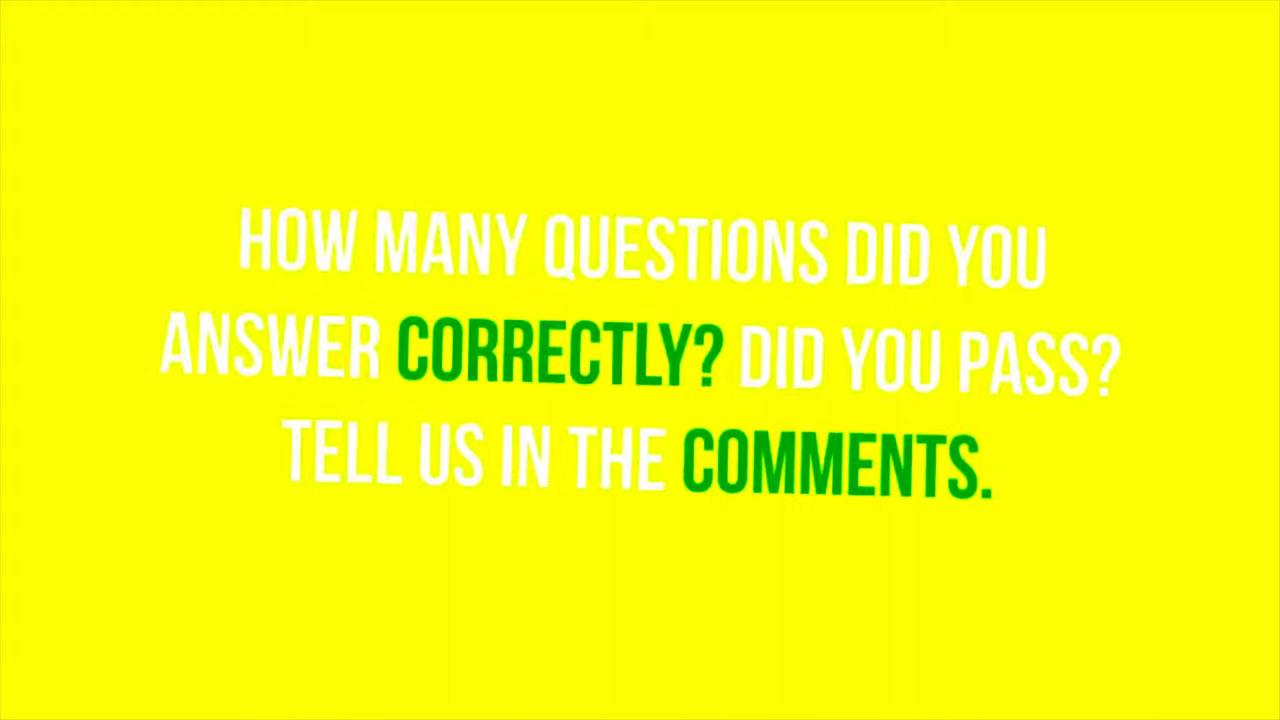 HOW MANY QUESTIONS DID YOU
ANSWER CORRECTLY? DID YOU PASS?
TELL US IN THE COMMENTS.